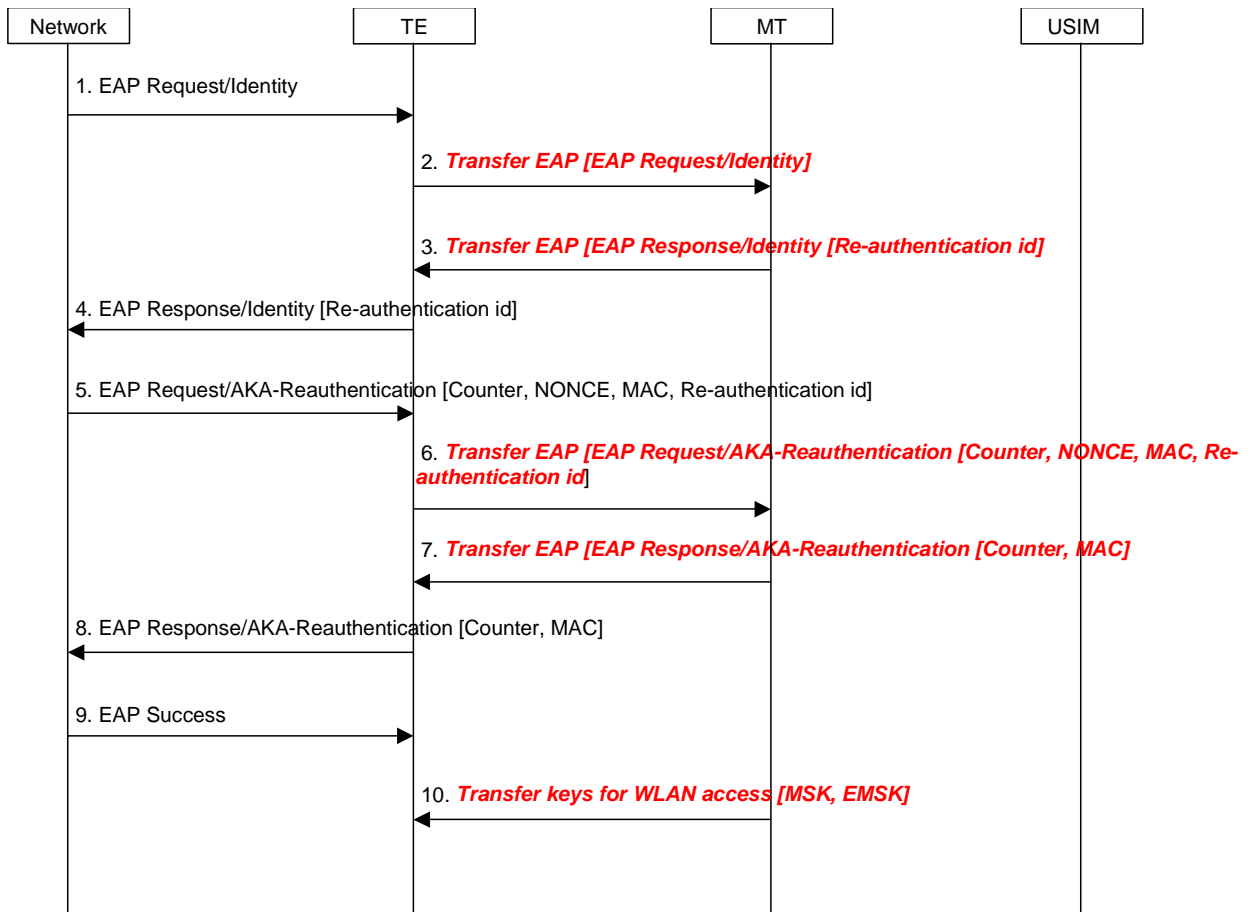 Network
TE
MT
USIM
1. EAP Request/Identity
2. Transfer EAP [EAP Request/Identity]
3. Transfer EAP [EAP Response/Identity [Re-authentication id]
4. EAP Response/Identity [Re-authentication id]
5. EAP Request/AKA-Reauthentication [Counter, NONCE, MAC, Re-authentication id]
6. Transfer EAP [EAP Request/AKA-Reauthentication [Counter, NONCE, MAC, Re-
authentication id]
7. Transfer EAP [EAP Response/AKA-Reauthentication [Counter, MAC]
8. EAP Response/AKA-Reauthentication [Counter, MAC]
9. EAP Success
10. Transfer keys for WLAN access [MSK, EMSK]